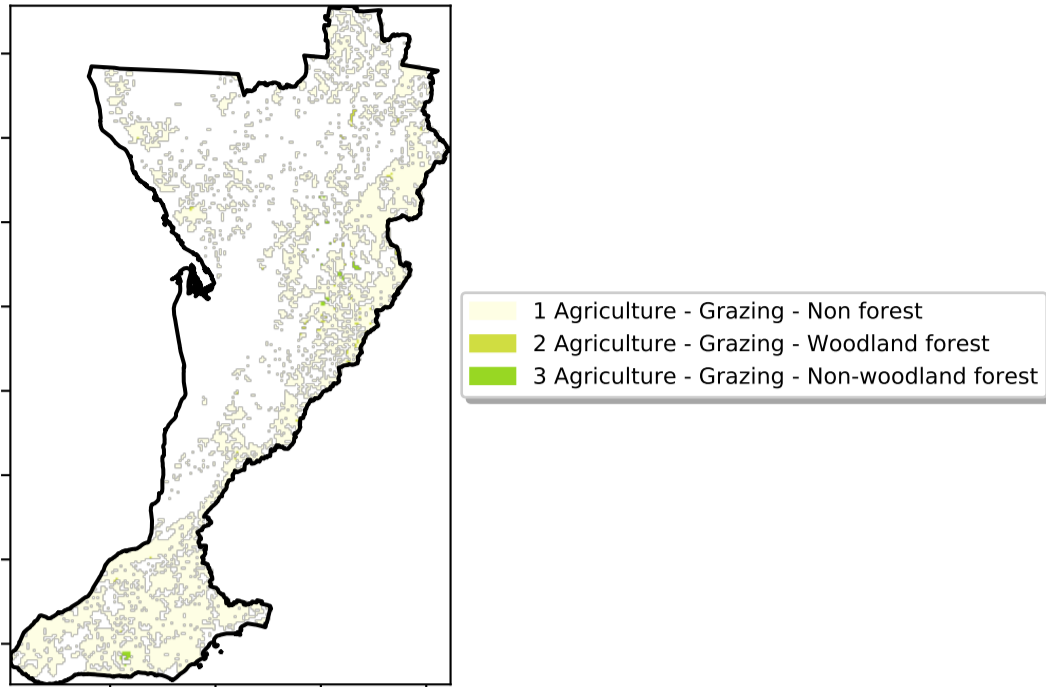 1 Agriculture - Grazing - Non forest
2 Agriculture - Grazing - Woodland forest
3 Agriculture - Grazing - Non-woodland forest